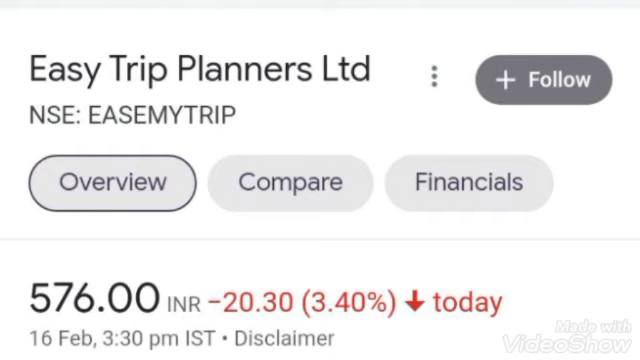 Easy Trip Planners Ltd
+ Follow
NSE: EASEMYTRIP
Overview Compare Financials
576.00 INR −20.30 (3.40%) ↓ today
16 Feb, 3:30 pm IST • Disclaimer
Made with
VideoShow